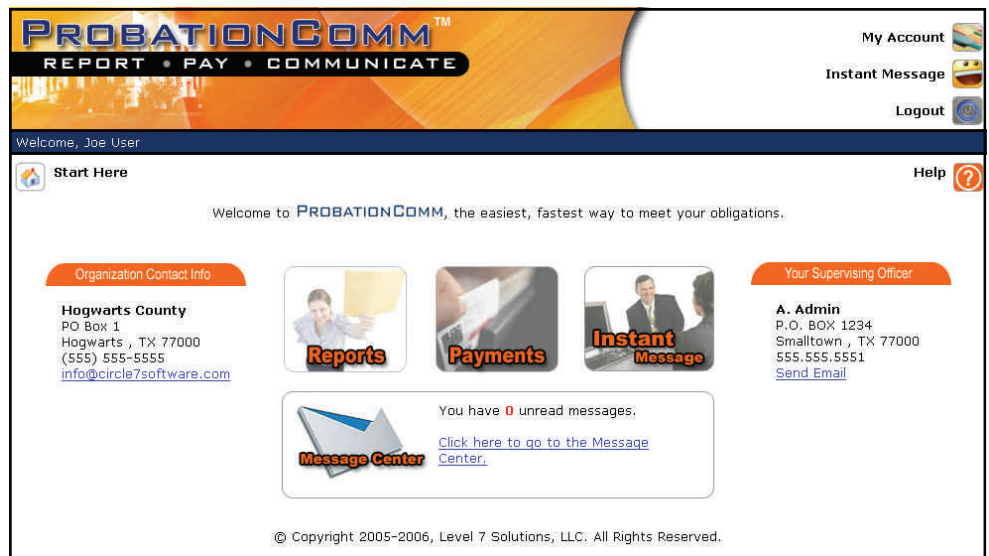 PROBATIONCOMM™
REPORT • PAY • COMMUNICATE
My Account
Instant Message
Logout
Welcome, Joe User
Start Here
Help
Welcome to PROBATIONCOMM, the easiest, fastest way to meet your obligations.
Organization Contact Info
Hogwarts County
PO Box 1
Hogwarts , TX 77000
(555) 555-5555
info@circle7software.com
Reports
Payments
Instant
Message
Your Supervising Officer
A. Admin
P.O. BOX 1234
Smalltown , TX 77000
555.555.5551
Send Email
Message Center
You have 0 unread messages.
Click here to go to the Message
Center.
© Copyright 2005-2006, Level 7 Solutions, LLC. All Rights Reserved.